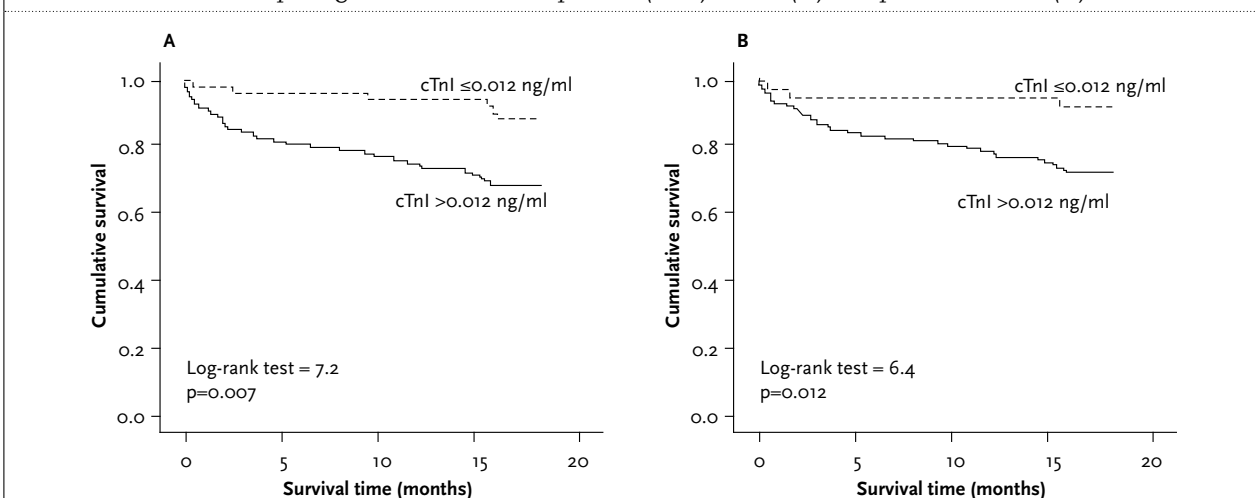 A
1.0
0.8
0.6
0.4
0.2
0.0
Cumulative survival
cTnI ≤0.012 ng/ml
cTnI >0.012 ng/ml
Log-rank test = 7.2
p=0.007
0 5 10 15 20
Survival time (months)
B
1.0
0.8
0.6
0.4
0.2
0.0
Cumulative survival
cTnI ≤0.012 ng/ml
cTnI >0.012 ng/ml
Log-rank test = 6.4
p=0.012
0 5 10 15 20
Survival time (months)